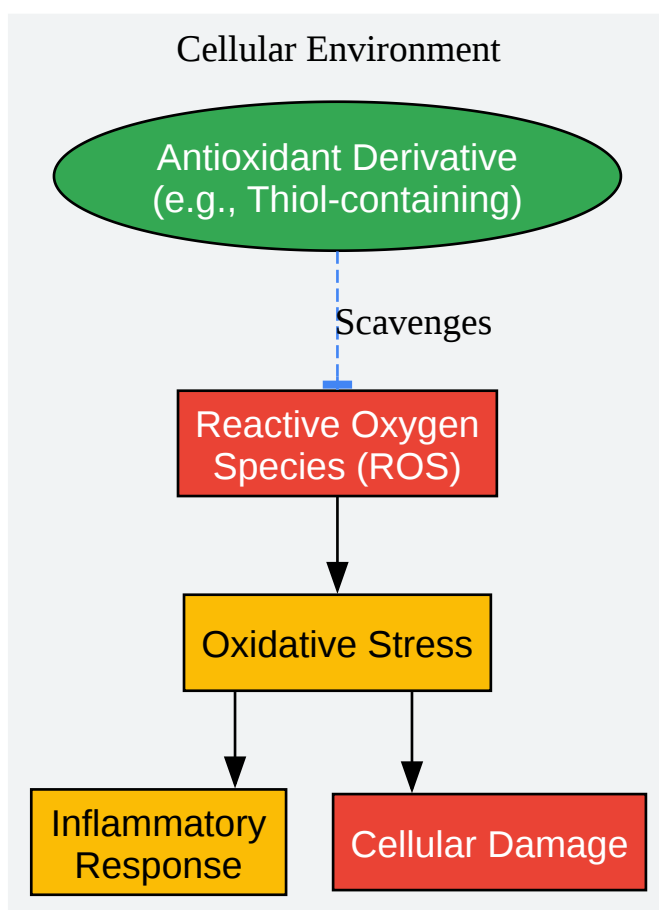 Cellular Environment
Antioxidant Derivative
(e.g., Thiol-containing)
Scavenges
Reactive Oxygen
Species (ROS)
Oxidative Stress
Inflammatory
Response
Cellular Damage